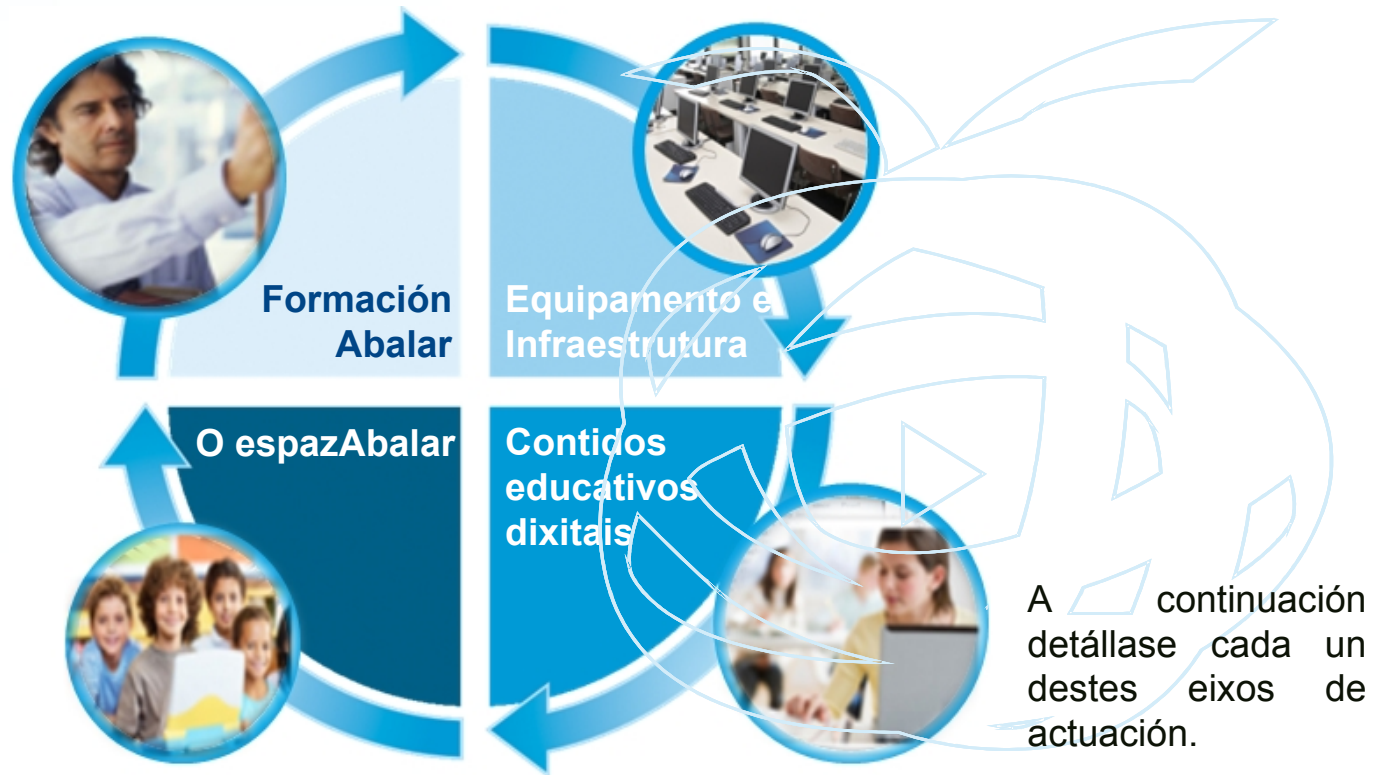 Formación
Abalar
Equipamento e
Infraestrutura
O espazAbalar
Contidos
educativos
dixitais
A continuación
detállase cada un
destes eixos de
actuación.